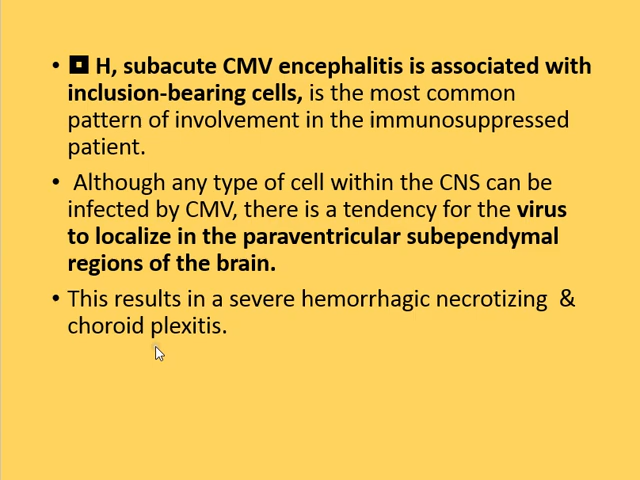 • ◘ H, subacute CMV encephalitis is associated with
inclusion-bearing cells, is the most common
pattern of involvement in the immunosuppressed
patient.
• Although any type of cell within the CNS can be
infected by CMV, there is a tendency for the virus
to localize in the paraventricular subependymal
regions of the brain.
• This results in a severe hemorrhagic necrotizing &
choroid plexitis.